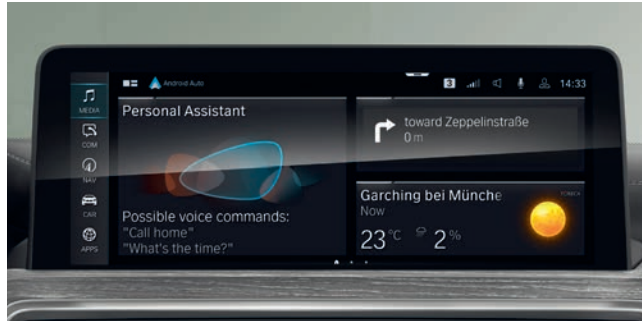 Android Auto
3
14:33
MEDIA
COM
NAV
CAR
APPS
Personal Assistant
Possible voice commands:
"Call home"
"What's the time?"
toward Zeppelinstraße
0 m
Garching bei Münche
Now
23 °C 2 %